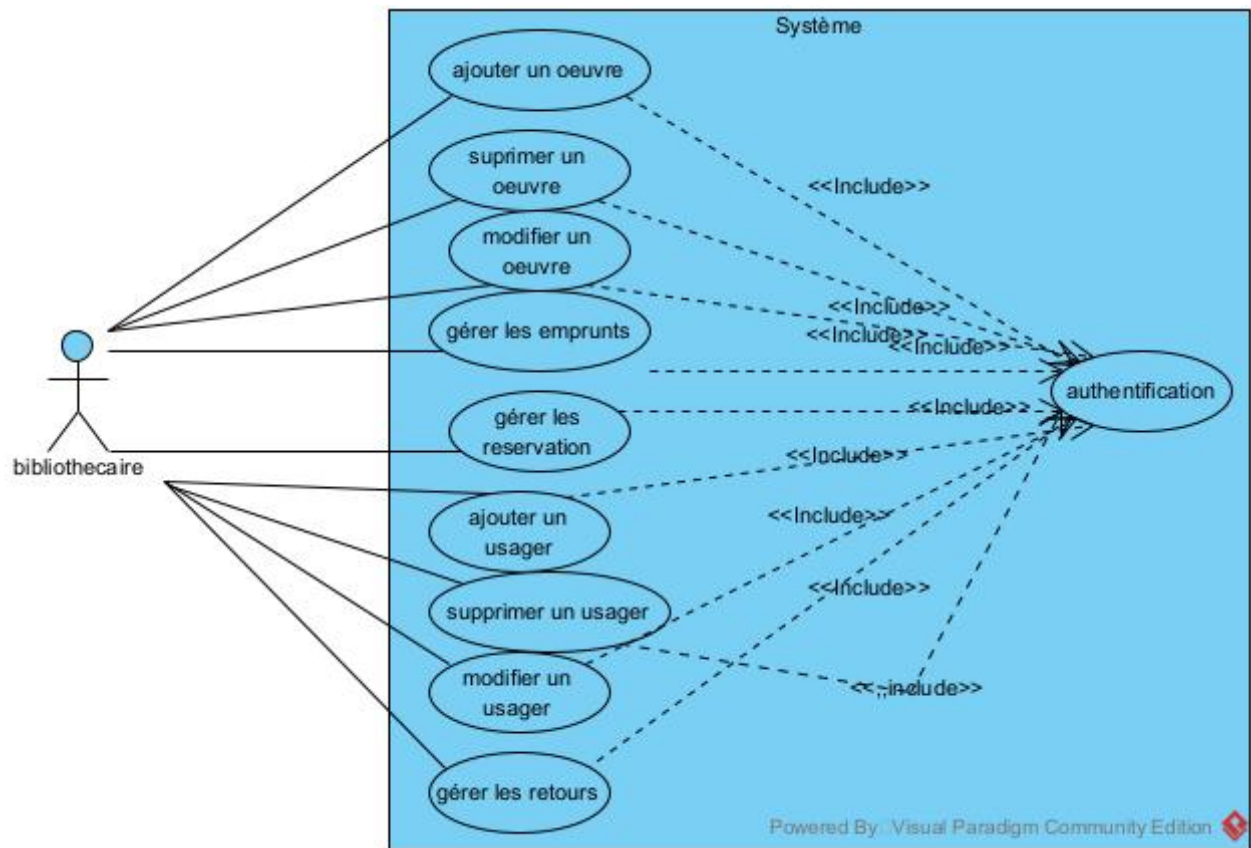 Système
ajouter un oeuvre
<<Include>>
suprimer un
oeuvre
modifier un
oeuvre
<<Include>>
<<Include>>
<<Include>>
gérer les emprunts
authentification
gérer les
reservation
<<Include>>
bibliothecaire
<<Include>>
ajouter un
usager
<<Include>>
supprimer un usager
<<Include>>
modifier un
usager
<<,,include>>
gérer les retours
Powered By: Visual Paradigm Community Edition